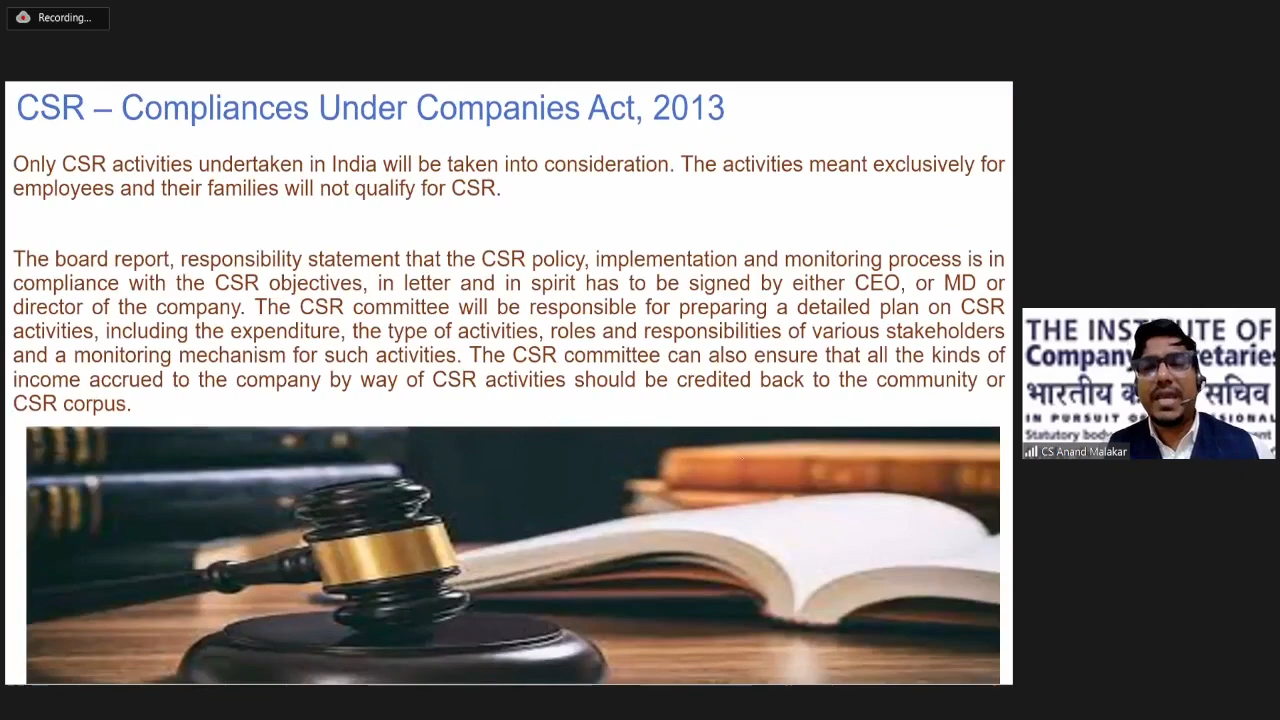 Recording...
CSR – Compliances Under Companies Act, 2013
Only CSR activities undertaken in India will be taken into consideration. The activities meant exclusively for
employees and their families will not qualify for CSR.
The board report, responsibility statement that the CSR policy, implementation and monitoring process is in
compliance with the CSR objectives, in letter and in spirit has to be signed by either CEO, or MD or
director of the company. The CSR committee will be responsible for preparing a detailed plan on CSR
activities, including the expenditure, the type of activities, roles and responsibilities of various stakeholders
and a monitoring mechanism for such activities. The CSR committee can also ensure that all the kinds of
income accrued to the company by way of CSR activities should be credited back to the community or
CSR corpus.
THE INSTITUTE OF
Company
भारतीय सचिव
IN PURSUIT
Statutory
CS Anand Malakar